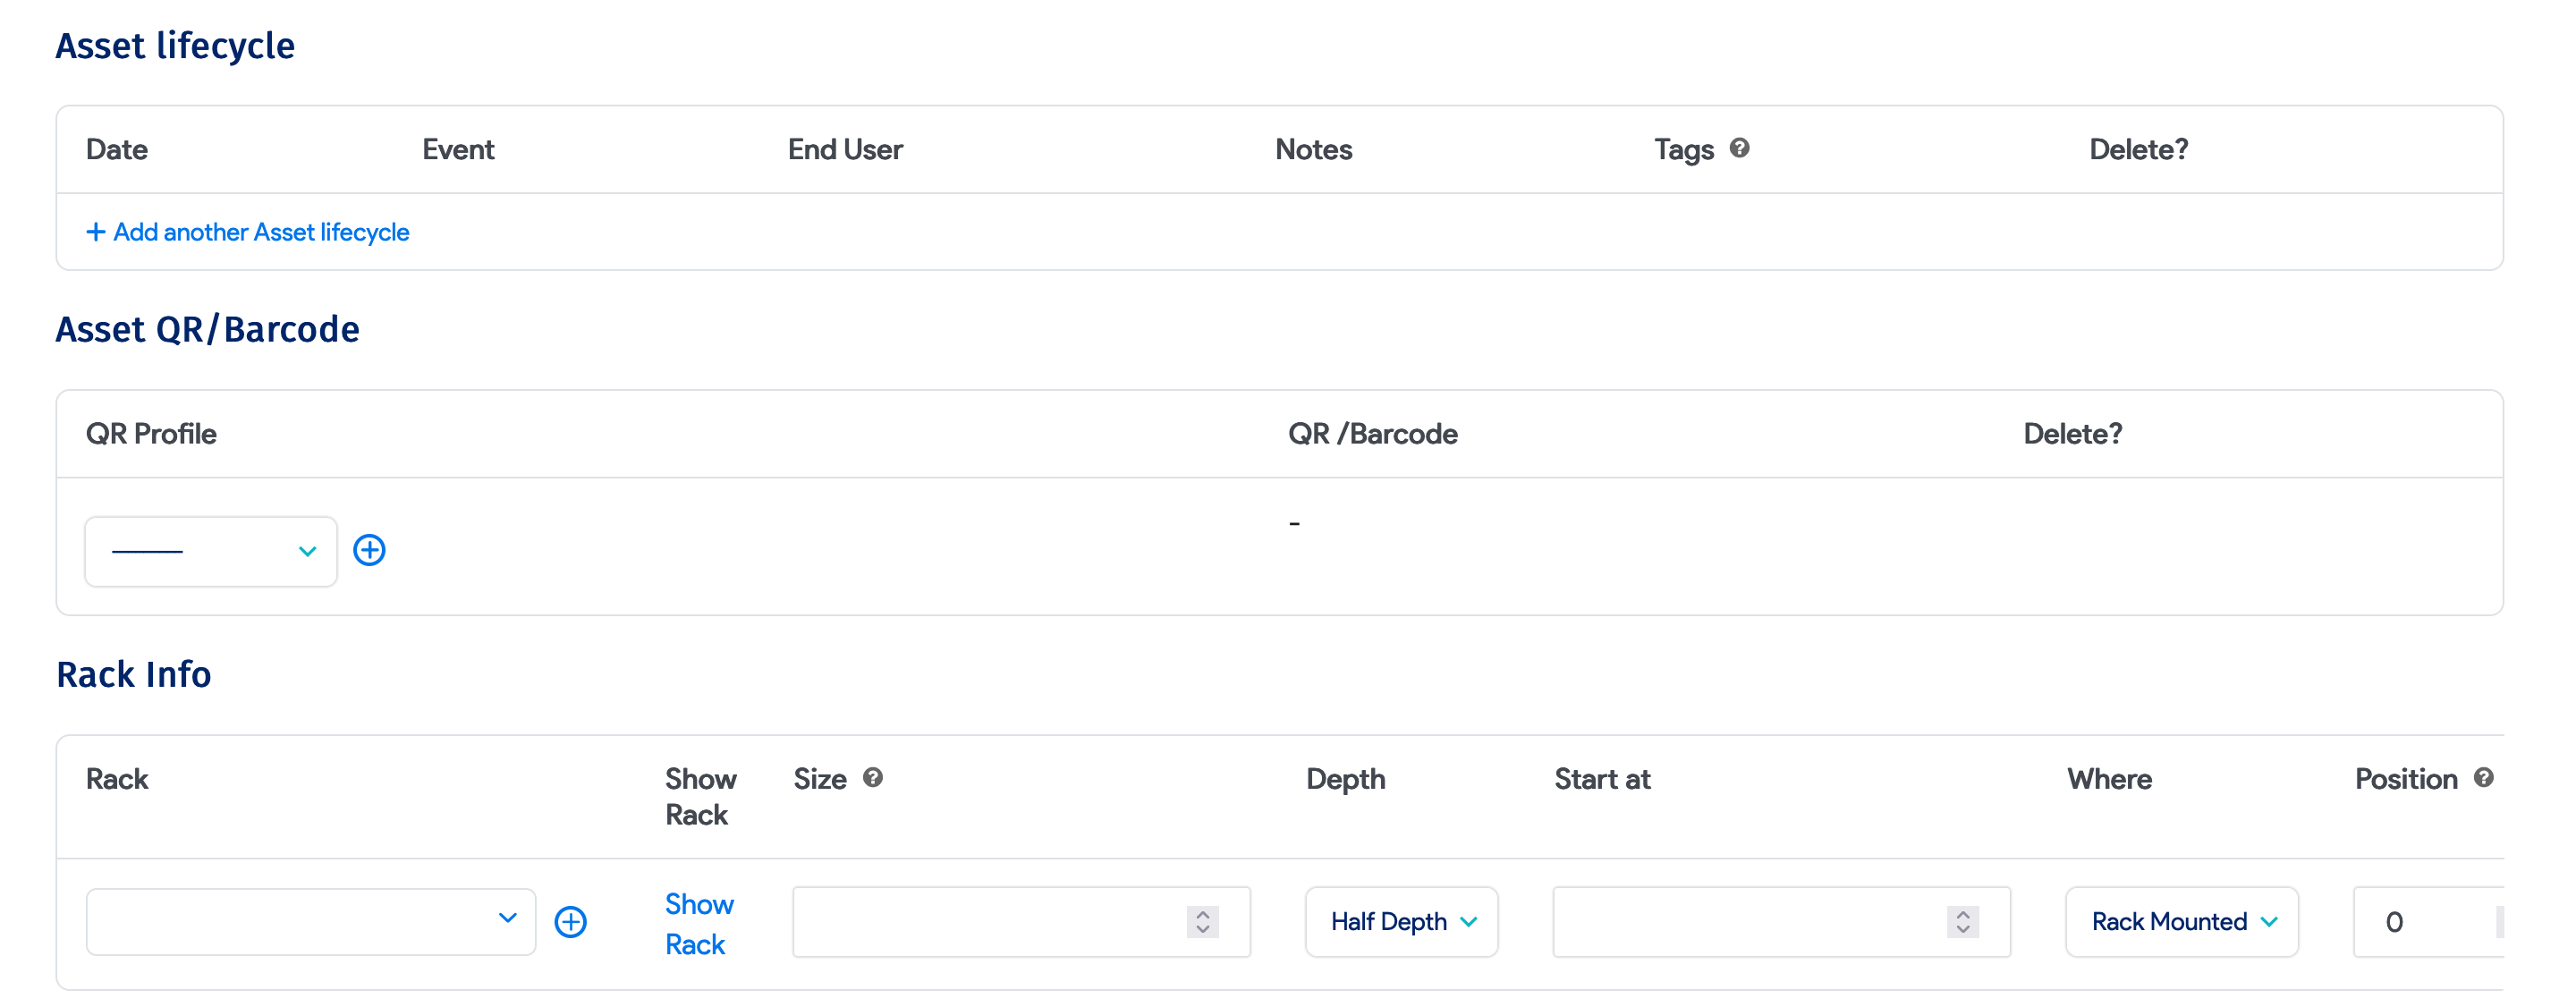 Asset lifecycle
Date Event End User Notes Tags ? Delete?
+ Add another Asset lifecycle
Asset QR/Barcode
QR Profile QR /Barcode Delete?
-------- -
Rack Info
Rack Show Rack Size ? Depth Start at Where Position ?
Show Rack Half Depth Rack Mounted 0